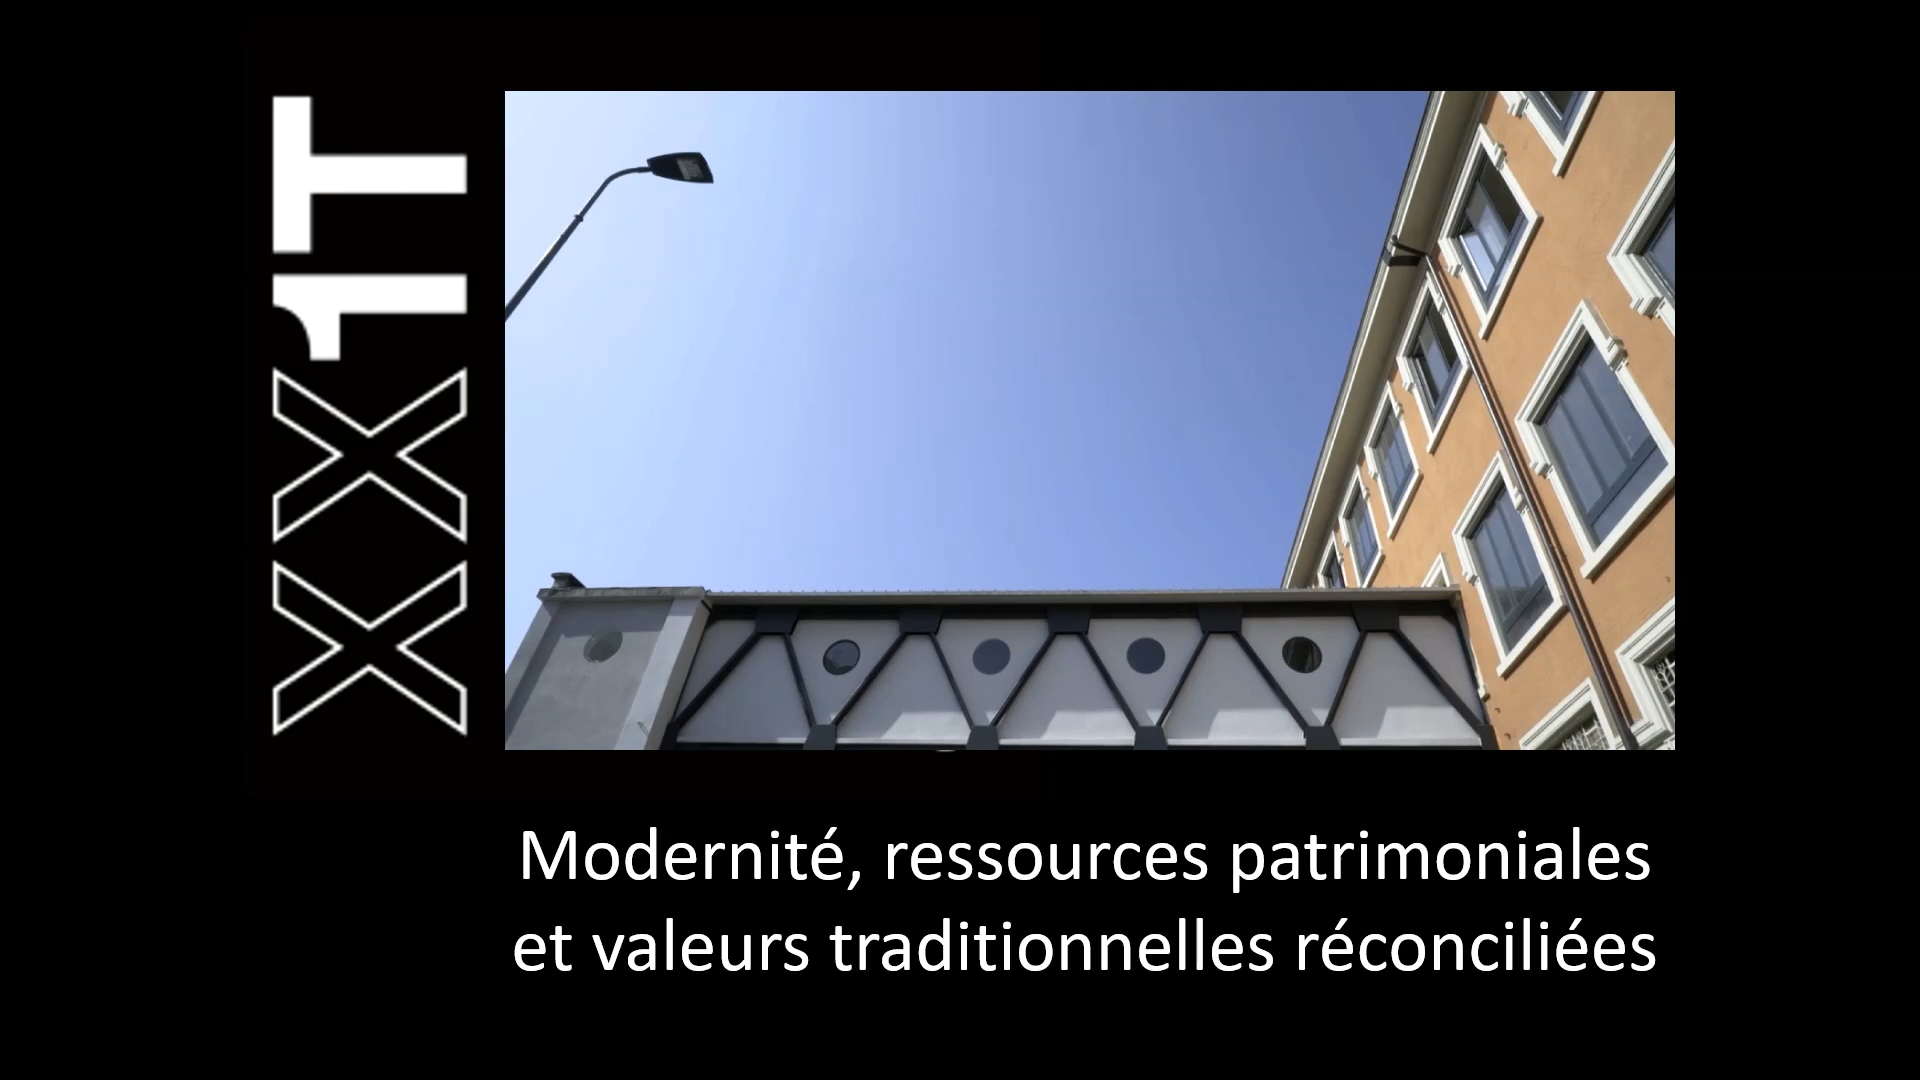 XX1T
Modernité, ressources patrimoniales
et valeurs traditionnelles réconciliées